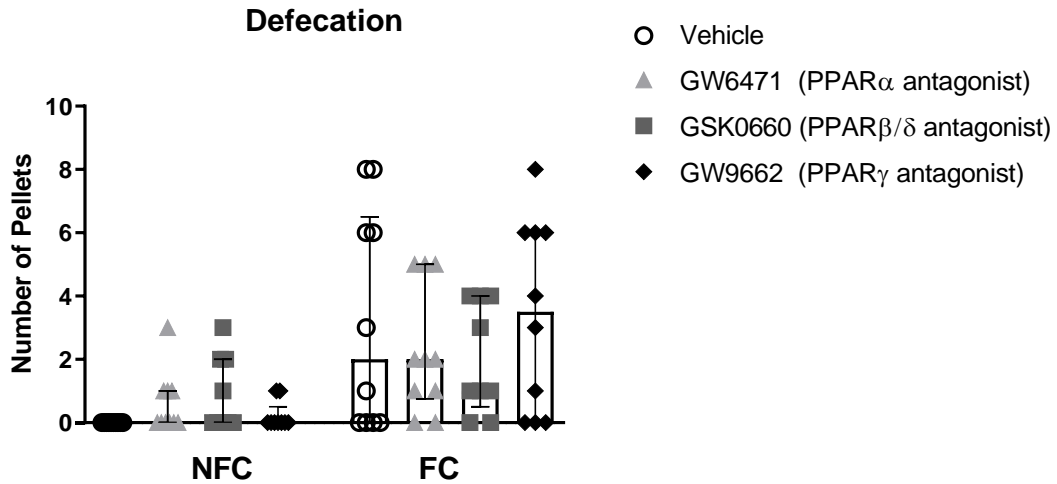 Defecation
Vehicle
GW6471 (PPARα antagonist)
GSK0660 (PPARβ/δ antagonist)
GW9662 (PPARγ antagonist)
Number of Pellets
10
8
6
4
2
0
NFC
FC